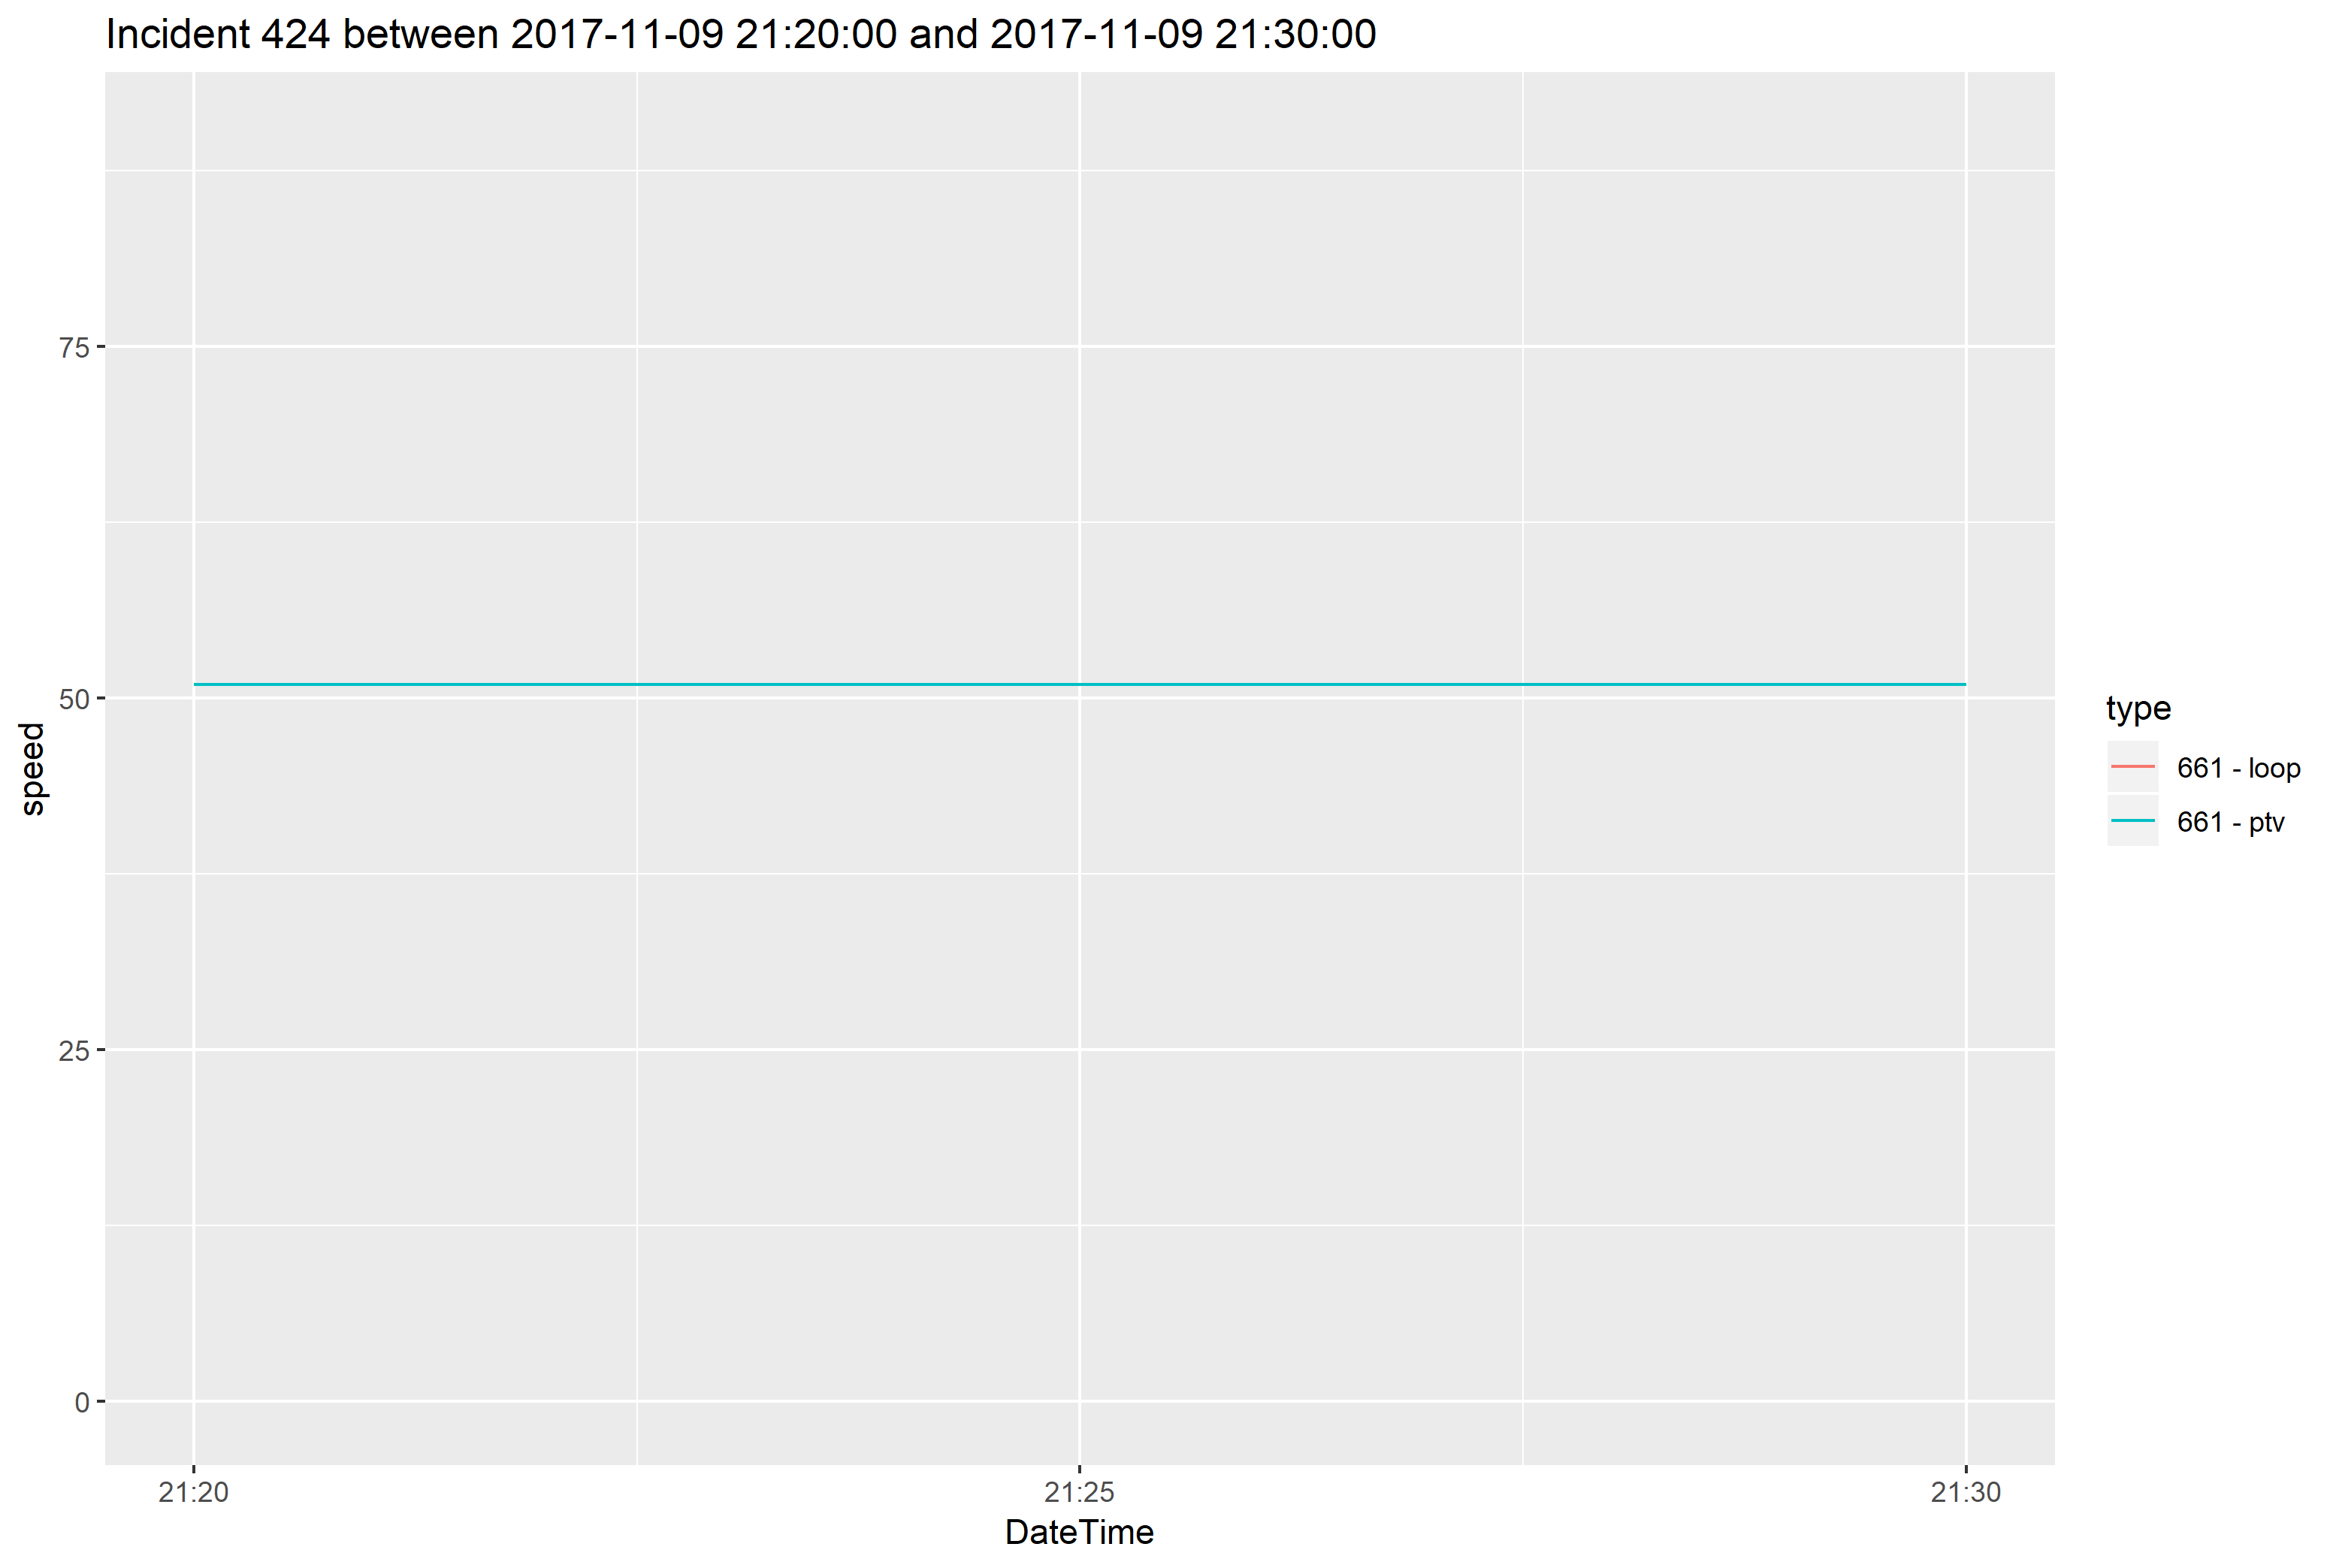 Incident 424 between 2017-11-09 21:20:00 and 2017-11-09 21:30:00
75
50
25
0
speed
21:20
21:25
21:30
DateTime
type
661 - loop
661 - ptv